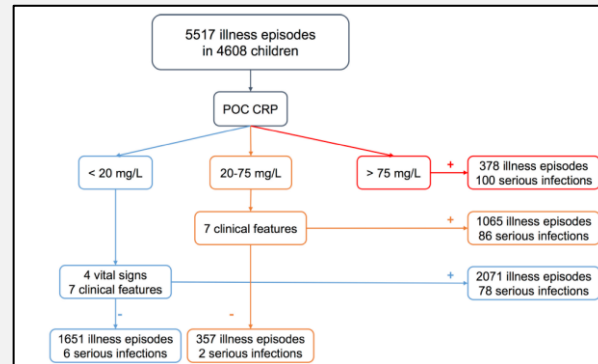 5517 illness episodes
in 4608 children
POC CRP
< 20 mg/L
20-75 mg/L
> 75 mg/L
+
378 illness episodes
100 serious infections
7 clinical features
+
1065 illness episodes
86 serious infections
4 vital signs
7 clinical features
+
2071 illness episodes
78 serious infections
-
-
1651 illness episodes
6 serious infections
357 illness episodes
2 serious infections